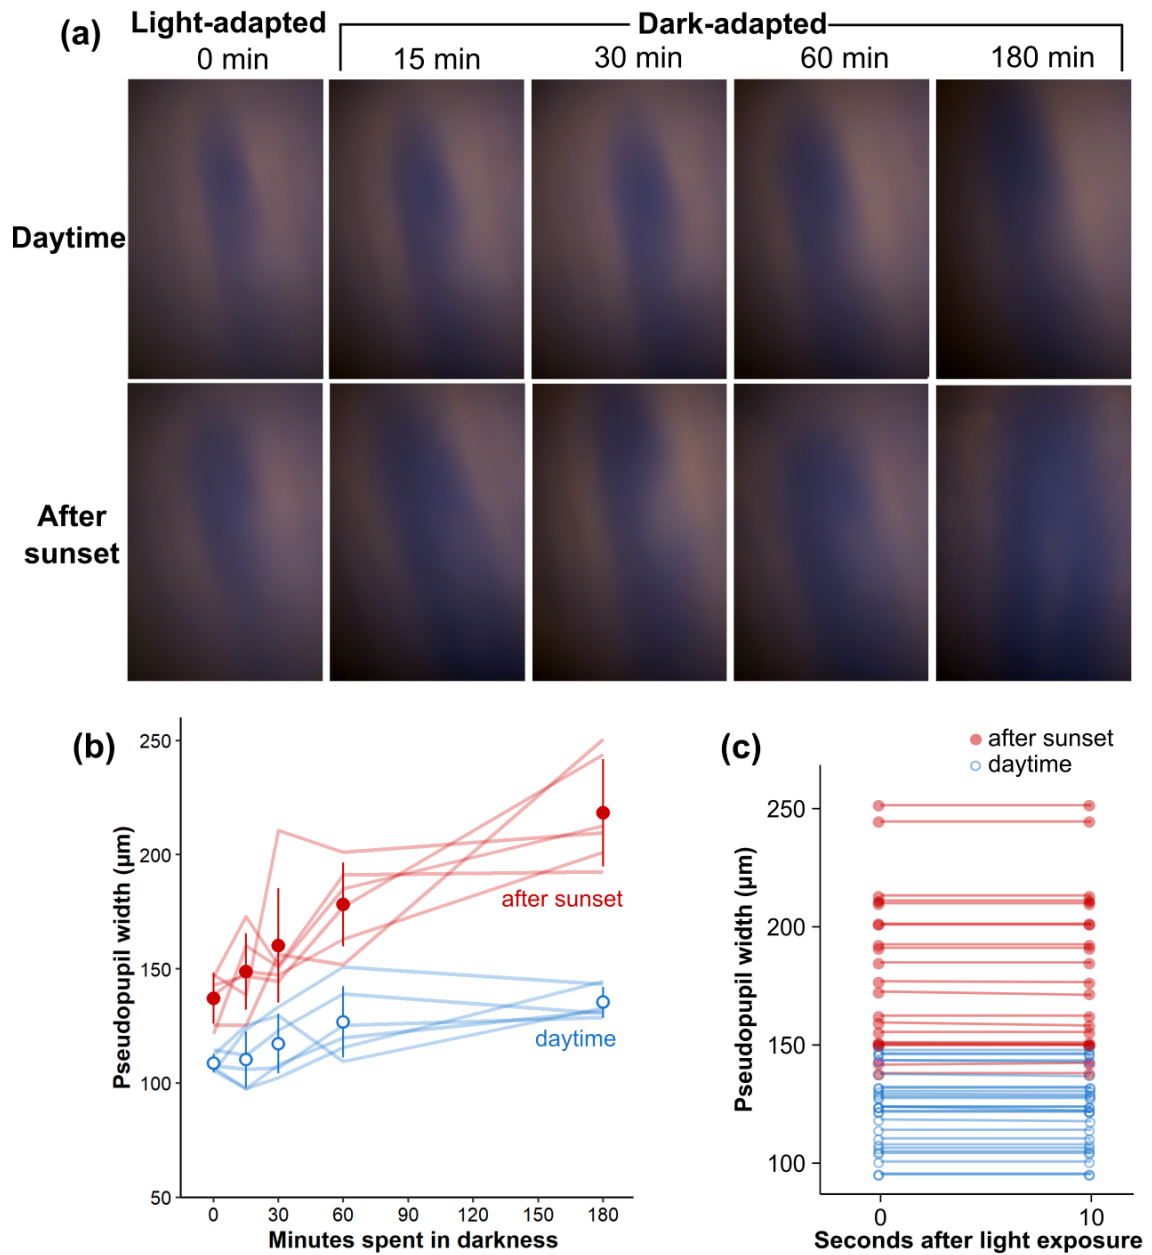 (a)
Light-adapted
Dark-adapted
0 min
15 min
30 min
60 min
180 min
Daytime
After
sunset
(b)
Pseudopupil width (µm)
250
200
150
100
50
after sunset
daytime
0
30
60
90
120
150
180
Minutes spent in darkness
(c)
after sunset
daytime
Pseudopupil width (µm)
250
200
150
100
0
10
Seconds after light exposure